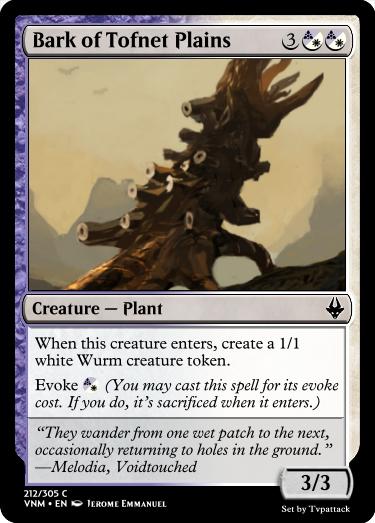 Bark of Tofnet Plains 3
Creature — Plant
When this creature enters, create a 1/1
white Wurm creature token.
Evoke (You may cast this spell for its evoke
cost. If you do, it's sacrificed when it enters.)
"They wander from one wet patch to the next,
occasionally returning to holes in the ground."
—Melodia, Voidtouched
3/3
212/305 C
VNM • EN Jerome Emmanuel
Set by Tvpattack